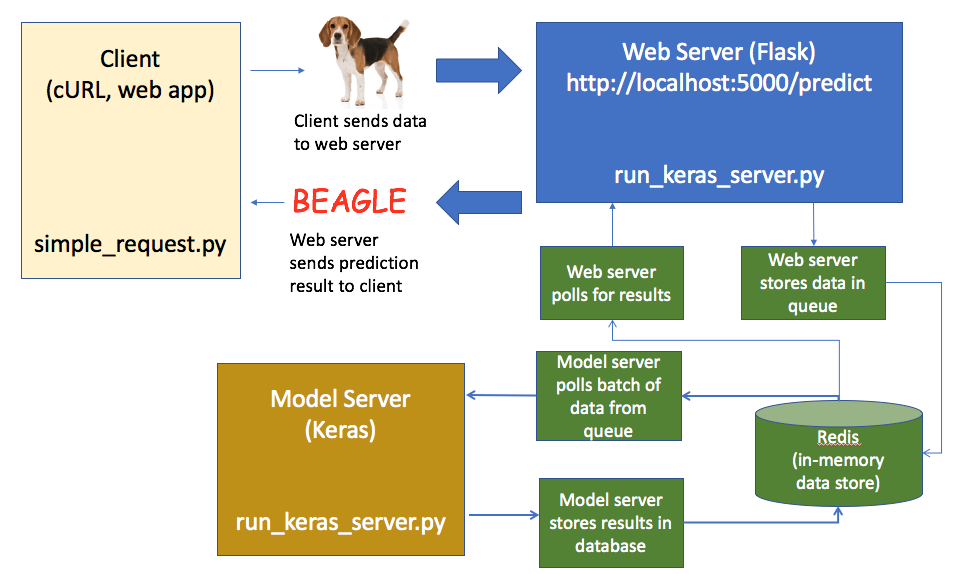 Client
(cURL, web app)
simple_request.py
Client sends data
to web server
BEAGLE
Web server
sends prediction
result to client
Web Server (Flask)
http://localhost:5000/predict
run_keras_server.py
Web server
polls for results
Web server
stores data in
queue
Model Server
(Keras)
run_keras_server.py
Model server
polls batch of
data from
queue
Redis
(in-memory
data store)
Model server
stores results in
database